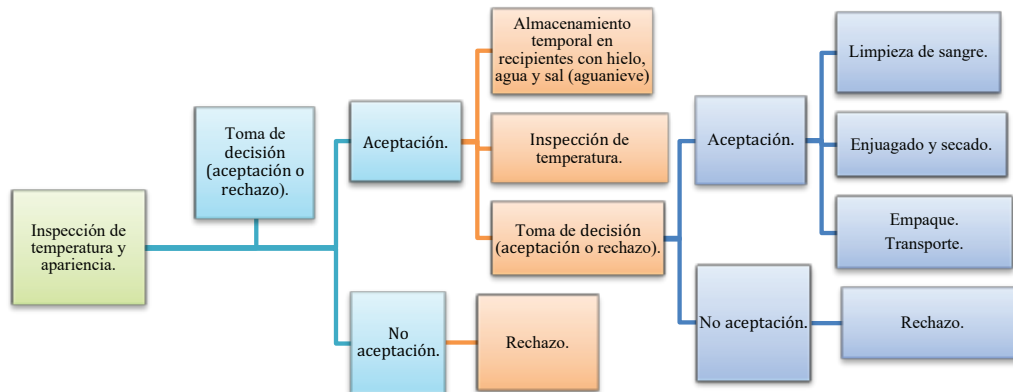 Inspección de
temperatura y
apariencia.
Toma de
decisión
(aceptación o
rechazo).
Aceptación.
Almacenamiento
temporal en
recipientes con hielo,
agua y sal (aguanieve)
Inspección de
temperatura.
Toma de decisión
(aceptación o rechazo).
Aceptación.
Limpieza de sangre.
Enjuagado y secado.
Empaque.
Transporte.
No aceptación.
Rechazo.
No
aceptación.
Rechazo.